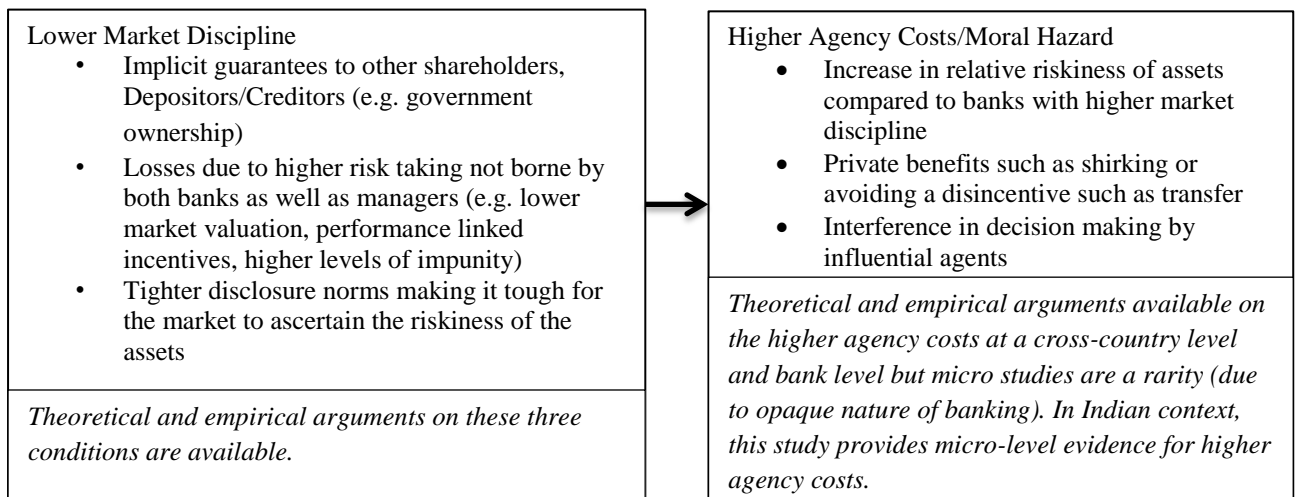 Lower Market Discipline
• Implicit guarantees to other shareholders,
Depositors/Creditors (e.g. government
ownership)
• Losses due to higher risk taking not borne by
both banks as well as managers (e.g. lower
market valuation, performance linked
incentives, higher levels of impunity)
• Tighter disclosure norms making it tough for
the market to ascertain the riskiness of the
assets
Theoretical and empirical arguments on these three
conditions are available.
Higher Agency Costs/Moral Hazard
• Increase in relative riskiness of assets
compared to banks with higher market
discipline
• Private benefits such as shirking or
avoiding a disincentive such as transfer
• Interference in decision making by
influential agents
Theoretical and empirical arguments available on
the higher agency costs at a cross-country level
and bank level but micro studies are a rarity (due
to opaque nature of banking). In Indian context,
this study provides micro-level evidence for higher
agency costs.